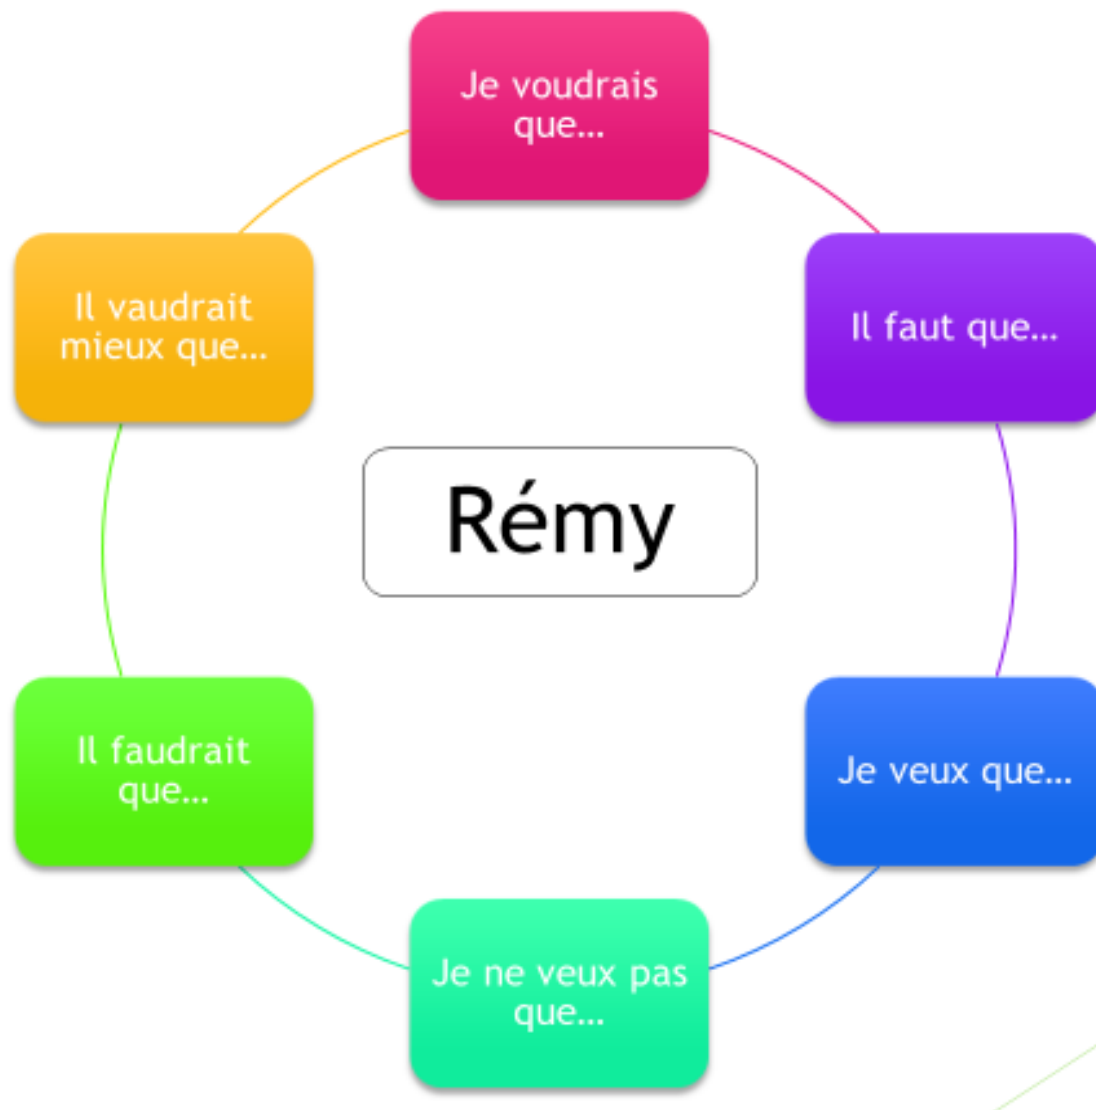 Je voudrais
que…
Il faut que…
Je veux que…
Je ne veux pas
que…
Il faudrait
que…
Il vaudrait
mieux que…
Rémy